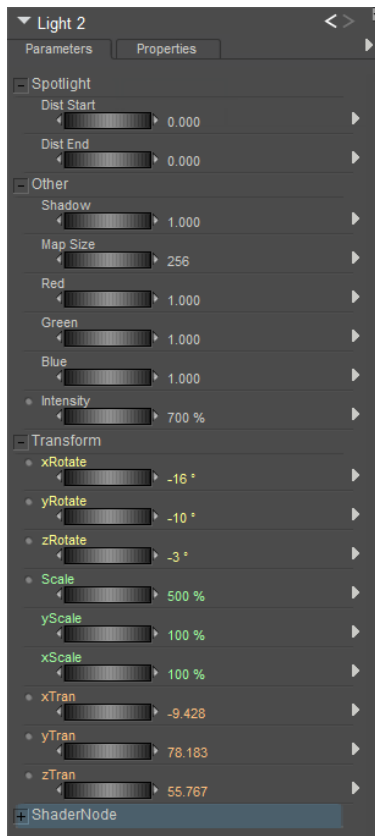 Light 2
Parameters Properties
Spotlight
Dist Start
0.000
Dist End
0.000
Other
Shadow
1.000
Map Size
256
Red
1.000
Green
1.000
Blue
1.000
Intensity
700 %
Transform
xRotate
-16 °
yRotate
-10 °
zRotate
-3 °
Scale
500 %
yScale
100 %
xScale
100 %
xTran
-9.428
yTran
78.183
zTran
55.767
ShaderNode